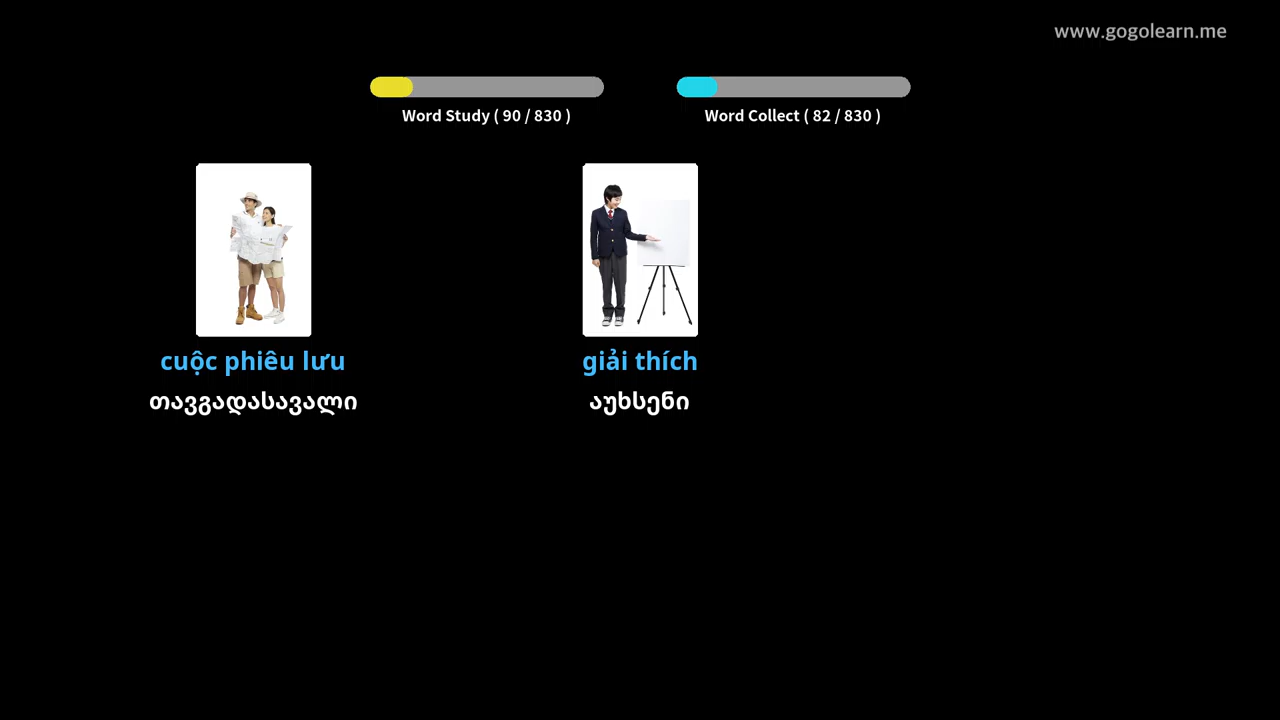 www.gogolearn.me
Word Study ( 90 / 830 )
Word Collect ( 82 / 830 )
cuộc phiêu lưu
თავგადასავალი
giải thích
აუხსენი